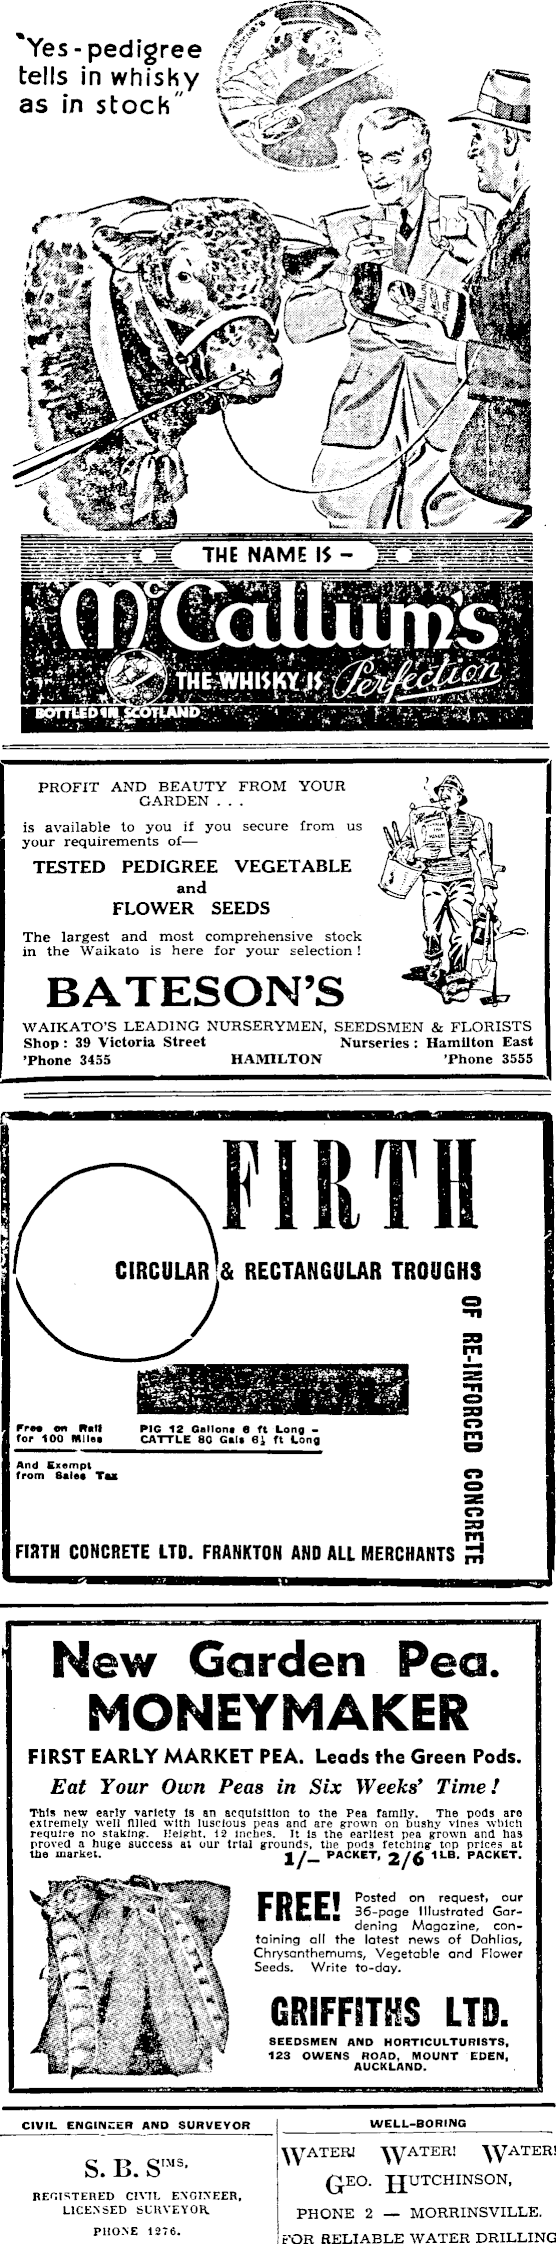 "Yes - pedigree
tells in whisky
as in stock"
THE NAME IS -
McCallum's
THE WHISKY IS Perfection
BOTTLED IN SCOTLAND
PROFIT AND BEAUTY FROM YOUR
GARDEN . . .
is available to you if you secure from us
your requirements of—
TESTED PEDIGREE VEGETABLE
and
FLOWER SEEDS
The largest and most comprehensive stock
in the Waikato is here for your selection!
BATESON'S
WAIKATO'S LEADING NURSERYMEN, SEEDSMEN & FLORISTS
Shop: 39 Victoria Street Nurseries: Hamilton East
'Phone 3455 HAMILTON 'Phone 3555
FIRTH
CIRCULAR & RECTANGULAR TROUGHS
OF RE-INFORCED CONCRETE
Free on Rail PIG 12 Gallons 6 ft Long -
for 100 Miles CATTLE 80 Gals 6½ ft Long
And Exempt
from Sales Tax
FIRTH CONCRETE LTD. FRANKTON AND ALL MERCHANTS
New Garden Pea.
MONEYMAKER
FIRST EARLY MARKET PEA. Leads the Green Pods.
Eat Your Own Peas in Six Weeks' Time!
This new early variety is an acquisition to the Pea family. The pods are
extremely well filled with luscious peas and are grown on bushy vines which
require no staking. Height, 12 inches. It is the earliest pea grown and has
proved a huge success at our trial grounds, the pods fetching top prices at
the market. 1/- PACKET, 2/6 1LB. PACKET.
FREE! Posted on request, our
36-page Illustrated Gar-
dening Magazine, con-
taining all the latest news of Dahlias,
Chrysanthemums, Vegetable and Flower
Seeds. Write to-day.
GRIFFITHS LTD.
SEEDSMEN AND HORTICULTURISTS,
123 OWENS ROAD, MOUNT EDEN,
AUCKLAND.
CIVIL ENGINEER AND SURVEYOR
S. B. SIMS,
REGISTERED CIVIL ENGINEER,
LICENSED SURVEYOR
PHONE 1276.
WELL-BORING
WATER! WATER! WATER!
GEO. HUTCHINSON,
PHONE 2 — MORRINSVILLE.
FOR RELIABLE WATER DRILLING